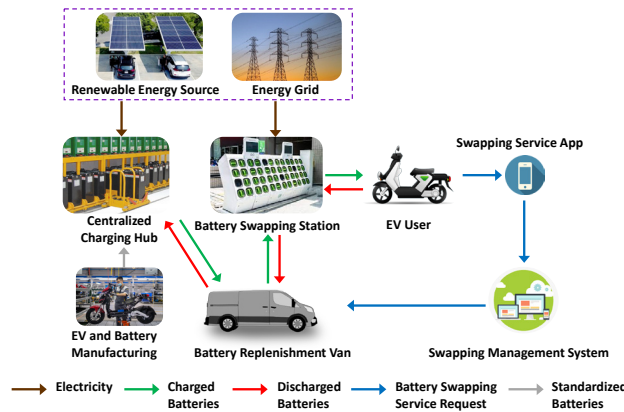 Renewable Energy Source
Energy Grid
Swapping Service App
Centralized
Charging Hub
Battery Swapping Station
EV User
EV and Battery
Manufacturing
Battery Replenishment Van
Swapping Management System
Electricity
Charged
Batteries
Discharged
Batteries
Battery Swapping
Service Request
Standardized
Batteries